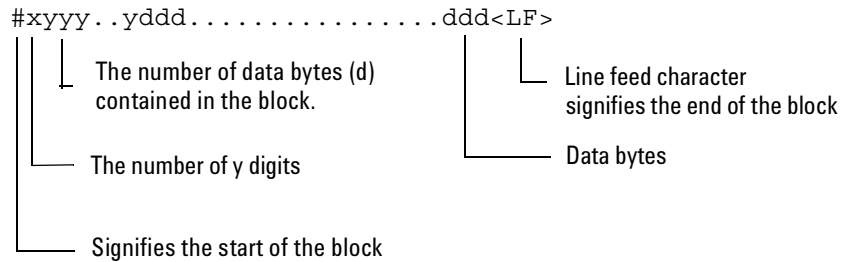 #xyyy..yddd................ddd<LF>
The number of data bytes (d)
contained in the block.
Line feed character
signifies the end of the block
The number of y digits
Data bytes
Signifies the start of the block